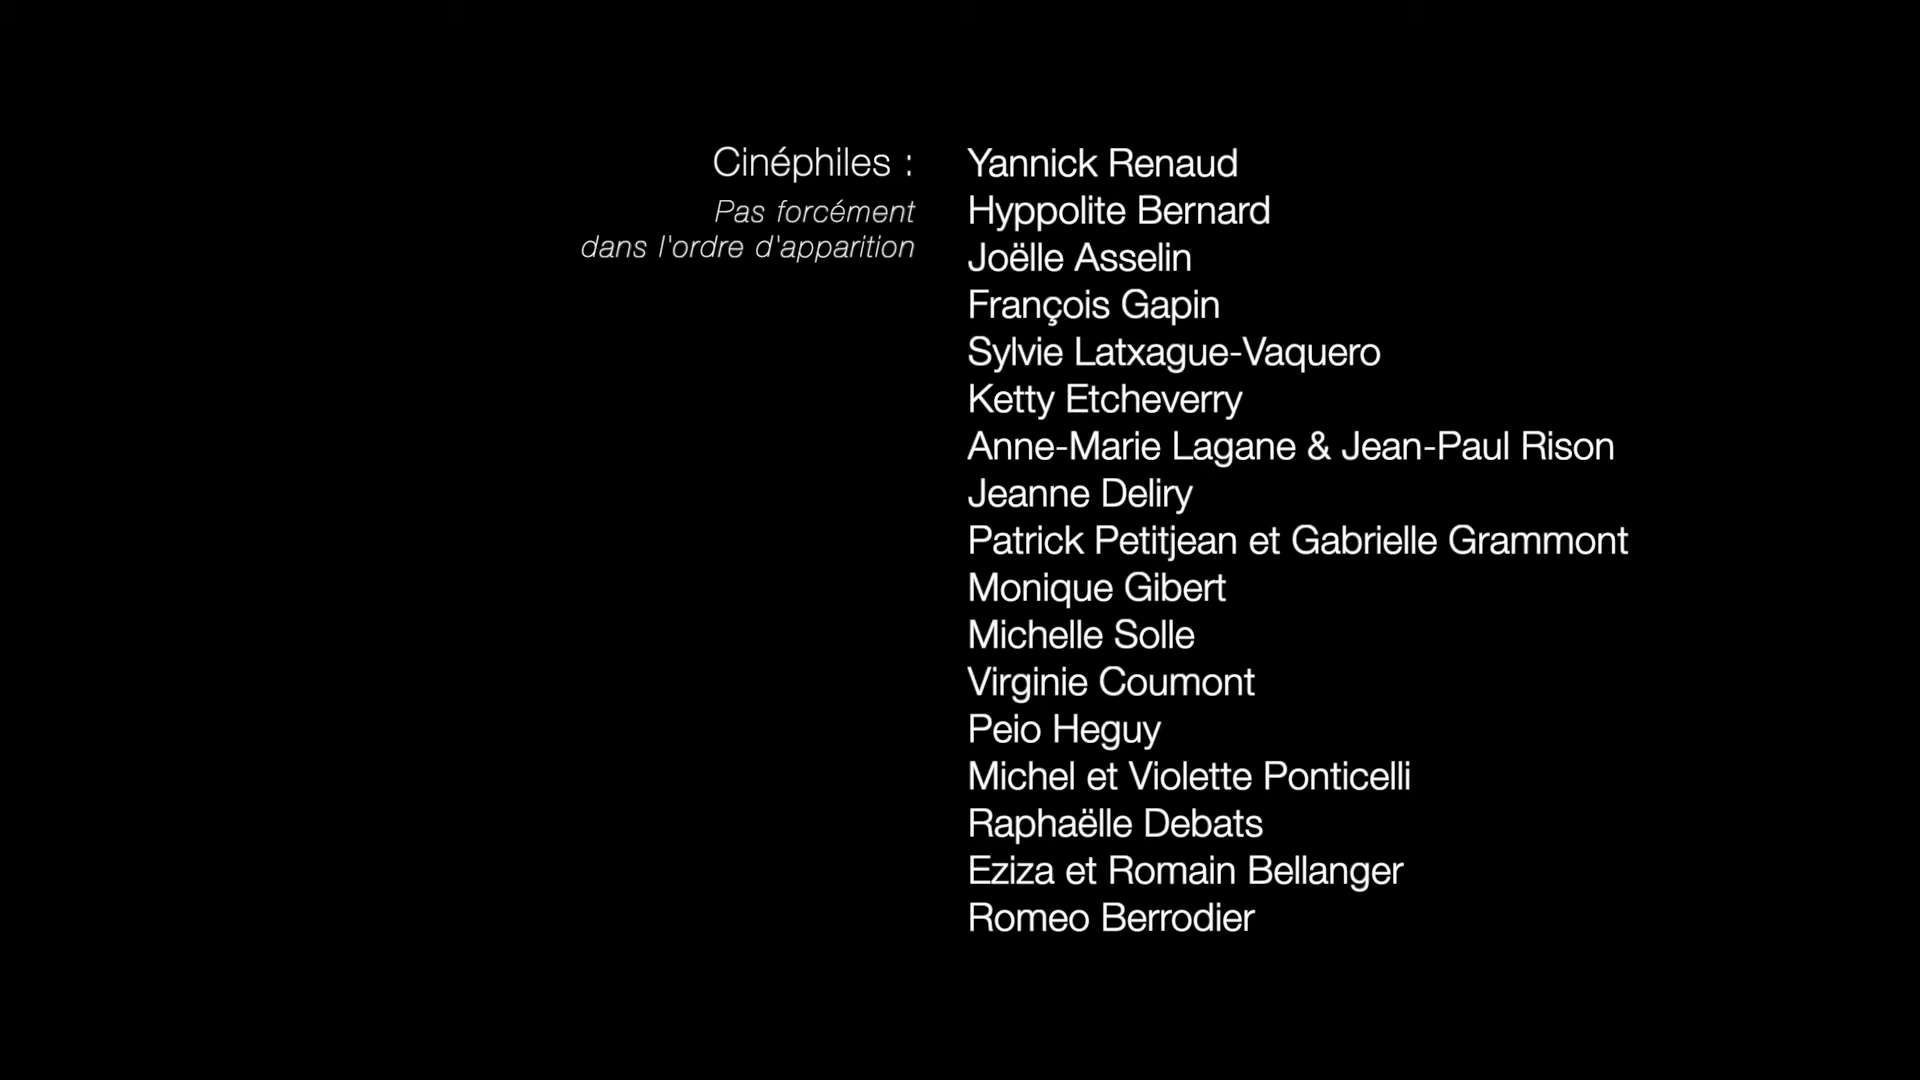 Cinéphiles :
Pas forcément
dans l'ordre d'apparition
Yannick Renaud
Hyppolite Bernard
Joëlle Asselin
François Gapin
Sylvie Latxague-Vaquero
Ketty Etcheverry
Anne-Marie Lagane & Jean-Paul Rison
Jeanne Deliry
Patrick Petitjean et Gabrielle Grammont
Monique Gibert
Michelle Solle
Virginie Coumont
Peio Heguy
Michel et Violette Ponticelli
Raphaëlle Debats
Eziza et Romain Bellanger
Romeo Berrodier